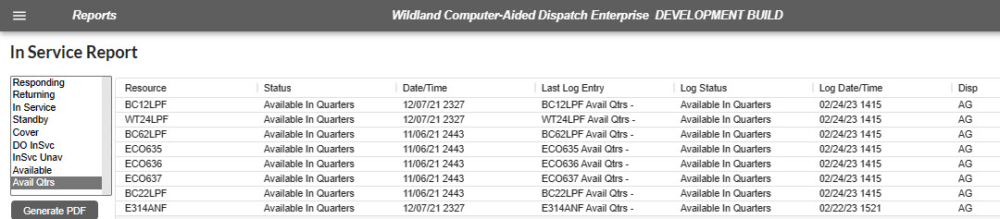 Reports Wildland Computer-Aided Dispatch Enterprise DEVELOPMENT BUILD
In Service Report
Responding
Returning
In Service
Standby
Cover
DO InSvc
InSvc Unav
Available
Avail Qtrs
Generate PDF
Resource Status Date/Time Last Log Entry Log Status Log Date/Time Disp
BC12LPF Available In Quarters 12/07/21 2327 BC12LPF Avail Qtrs - Available In Quarters 02/24/23 1415 AG
WT24LPF Available In Quarters 12/07/21 2327 WT24LPF Avail Qtrs - Available In Quarters 02/24/23 1415 AG
BC62LPF Available In Quarters 11/06/21 2443 BC62LPF Avail Qtrs - Available In Quarters 02/24/23 1415 AG
ECO635 Available In Quarters 11/06/21 2443 ECO635 Avail Qtrs - Available In Quarters 02/24/23 1415 AG
ECO636 Available In Quarters 11/06/21 2443 ECO636 Avail Qtrs - Available In Quarters 02/24/23 1415 AG
ECO637 Available In Quarters 11/06/21 2443 ECO637 Avail Qtrs - Available In Quarters 02/24/23 1415 AG
BC22LPF Available In Quarters 11/06/21 2443 BC22LPF Avail Qtrs - Available In Quarters 02/24/23 1415 AG
E314ANF Available In Quarters 12/07/21 2327 E314ANF Avail Qtrs - Available In Quarters 02/22/23 1521 AG